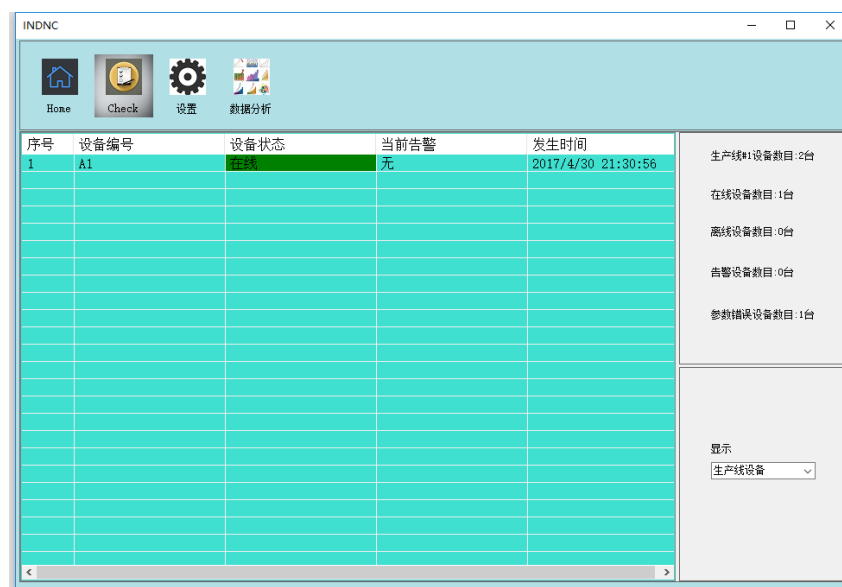 INDNC
Home Check 设置 数据分析
序号 设备编号 设备状态 当前告警 发生时间
1 A1 在线 无 2017/4/30 21:30:56
生产线#1设备数目:2台
在线设备数目:1台
离线设备数目:0台
告警设备数目:0台
参数错误设备数目:1台
显示
生产线设备